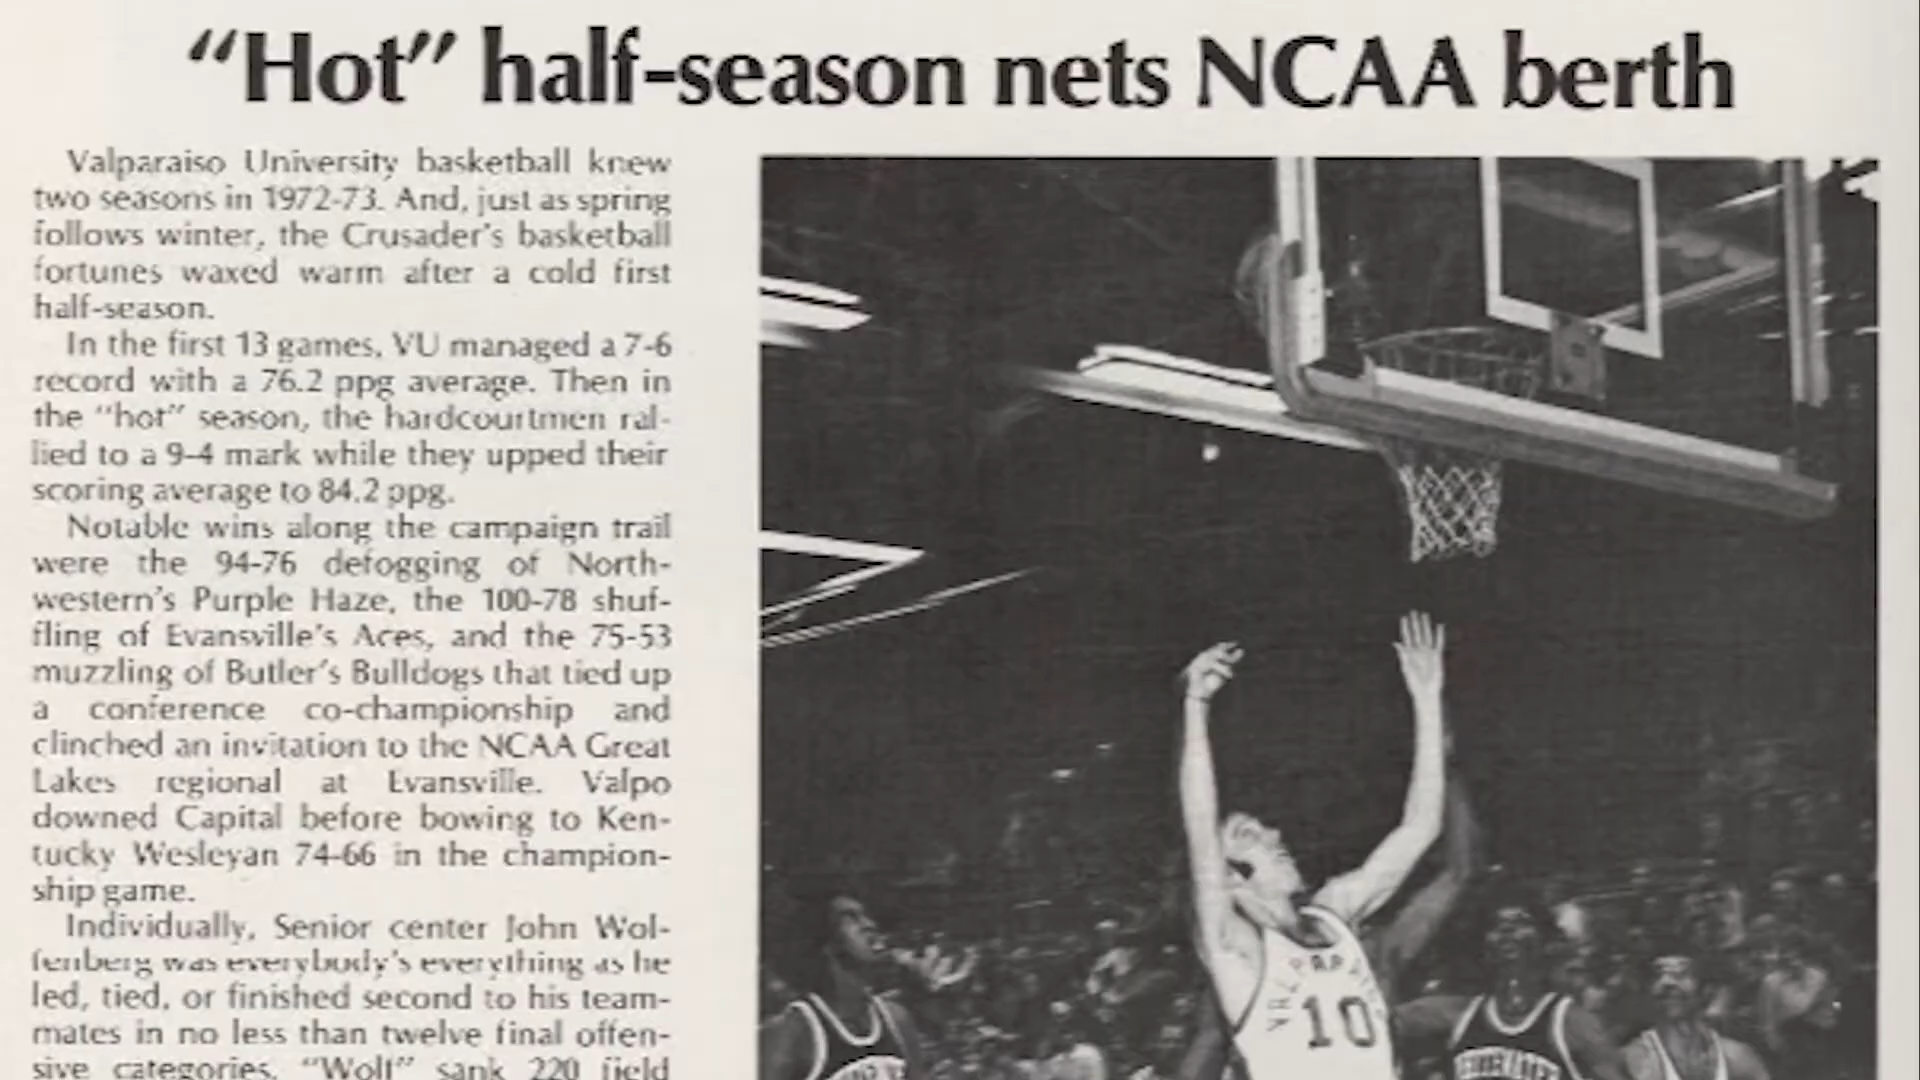 “Hot” half-season nets NCAA berth
Valparaiso University basketball knew
two seasons in 1972-73. And, just as spring
follows winter, the Crusader’s basketball
fortunes waxed warm after a cold first
half-season.
In the first 13 games, VU managed a 7-6
record with a 76.2 ppg average. Then in
the “hot” season, the hardcourtmen ral-
lied to a 9-4 mark while they upped their
scoring average to 84.2 ppg.
Notable wins along the campaign trail
were the 94-76 defogging of North-
western’s Purple Haze, the 100-78 shuf-
fling of Evansville’s Aces, and the 75-53
muzzling of Butler’s Bulldogs that tied up
a conference co-championship and
clinched an invitation to the NCAA Great
Lakes regional at Evansville. Valpo
downed Capital before bowing to Ken-
tucky Wesleyan 74-66 in the champion-
ship game.
Individually, Senior center John Wol-
fenberg was everybody’s everything as he
led, tied, or finished second to his team-
mates in no less than twelve final offen-
sive categories. “Wolf” sank 220 field
VALPARAISO
10